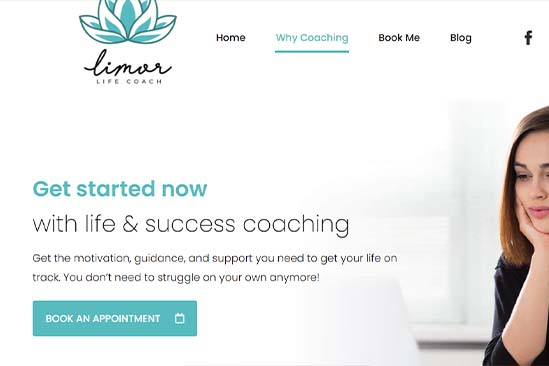 limor
LIFE COACH
Home Why Coaching Book Me Blog
Get started now
with life & success coaching
Get the motivation, guidance, and support you need to get your life on
track. You don’t need to struggle on your own anymore!
BOOK AN APPOINTMENT